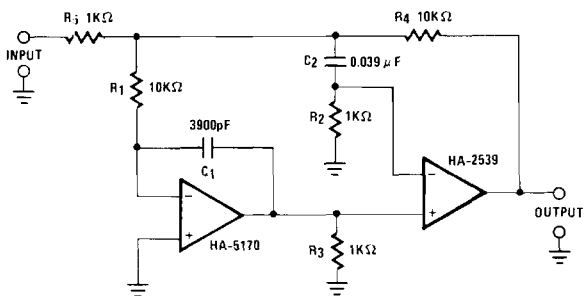 R5 1KΩ
R4 10KΩ
INPUT
C2
0.039 μF
R1
10KΩ
R2
1KΩ
3900pF
C1
HA-2539
HA-5170
R3
1KΩ
OUTPUT